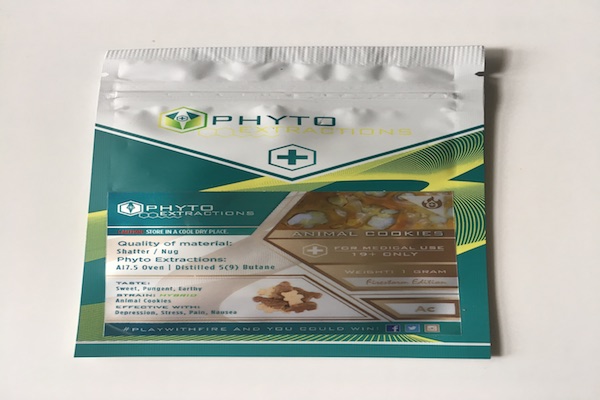 PHYTO
EXTRACTIONS
PHYTO
EXTRACTIONS
STORE IN A COOL DRY PLACE.
Quality of material:
Shatter / Nug
Phyto Extractions:
Ai7.5 Oven | Distilled 5(9) Butane
TASTE:
Sweet, Pungent, Earthy
STRAIN: HYBRID
Animal Cookies
EFFECTIVE WITH:
Depression, Stress, Pain, Nausea
ANIMAL COOKIES
FOR MEDICAL USE
19+ ONLY
WEIGHT: 1 GRAM
Firestorm Edition
AC
#PLAYWITHFIRE AND YOU COULD WIN!